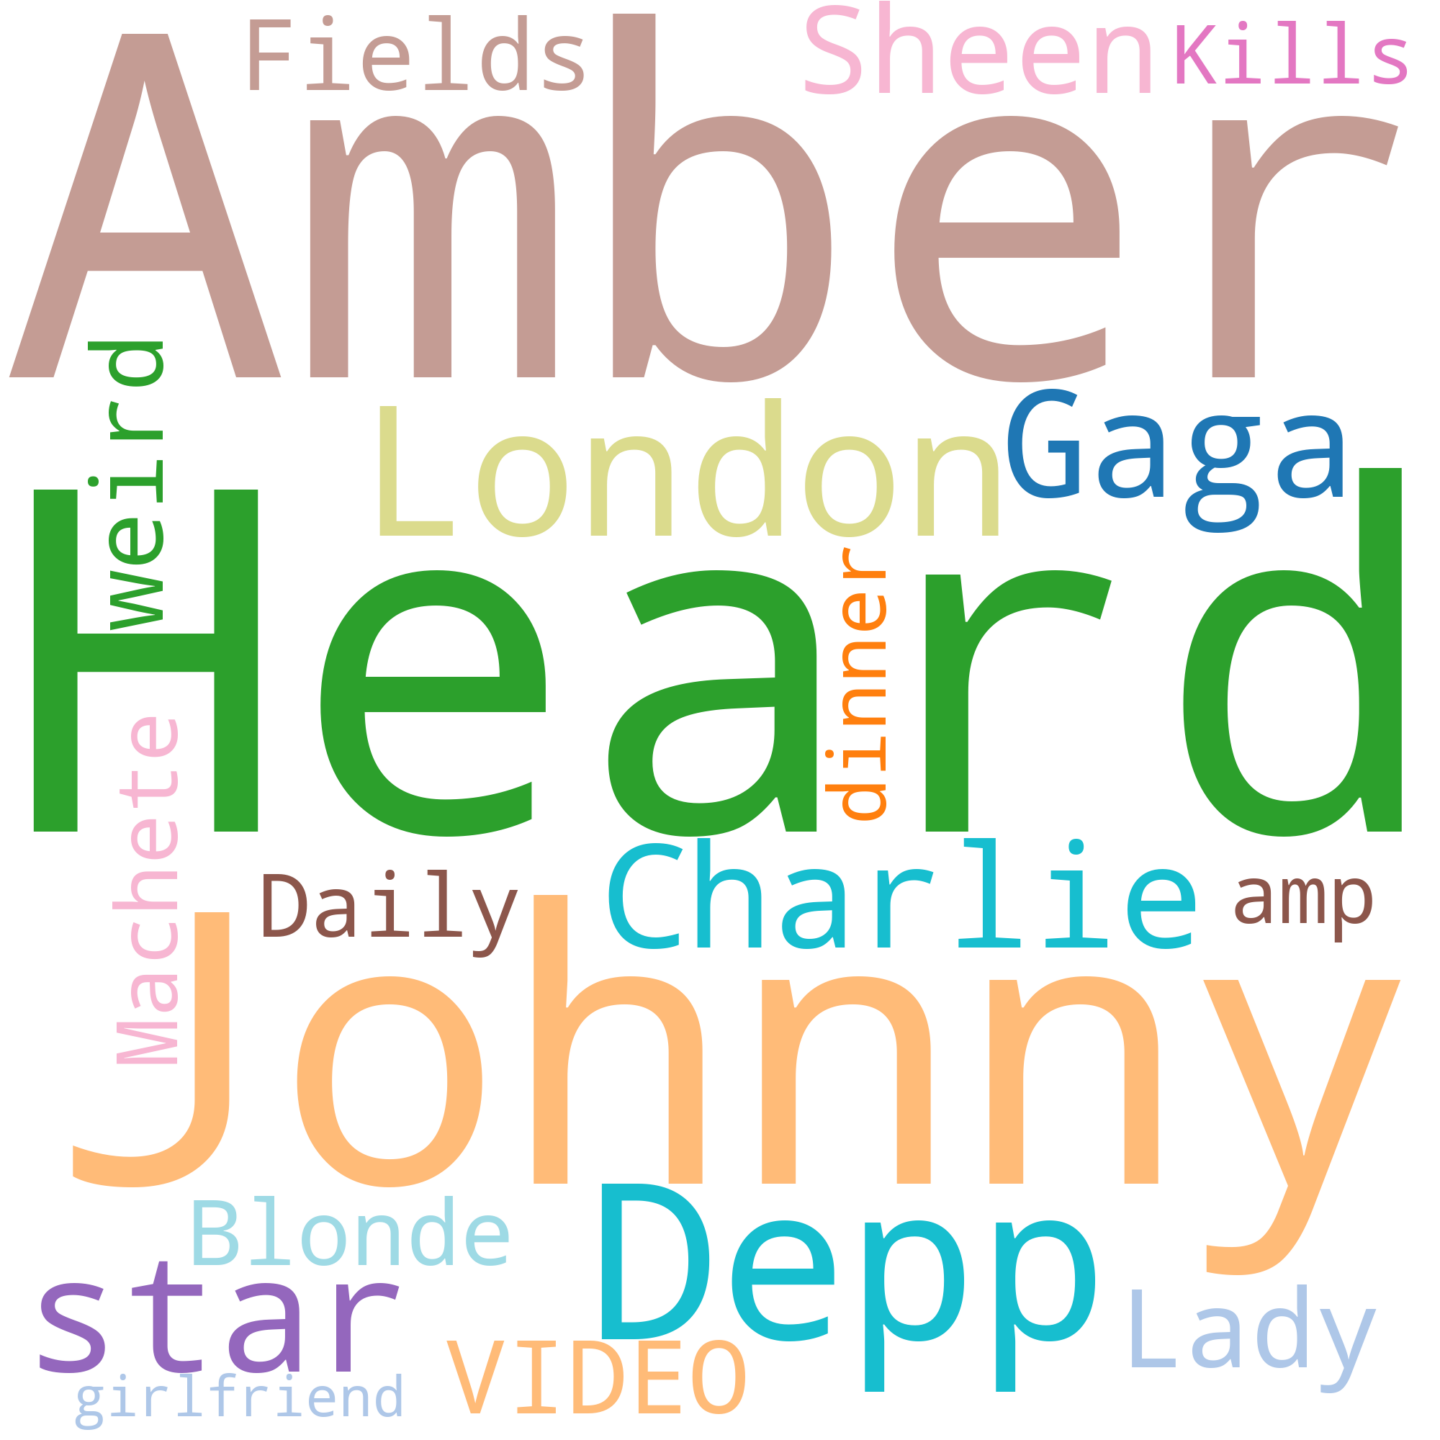 Fields
Sheen
Kills
Amber
weird
London
Gaga
Heard
dinner
Machete
Daily
Charlie
amp
Johnny
Blonde
Depp
star
Lady
VIDEO
girlfriend